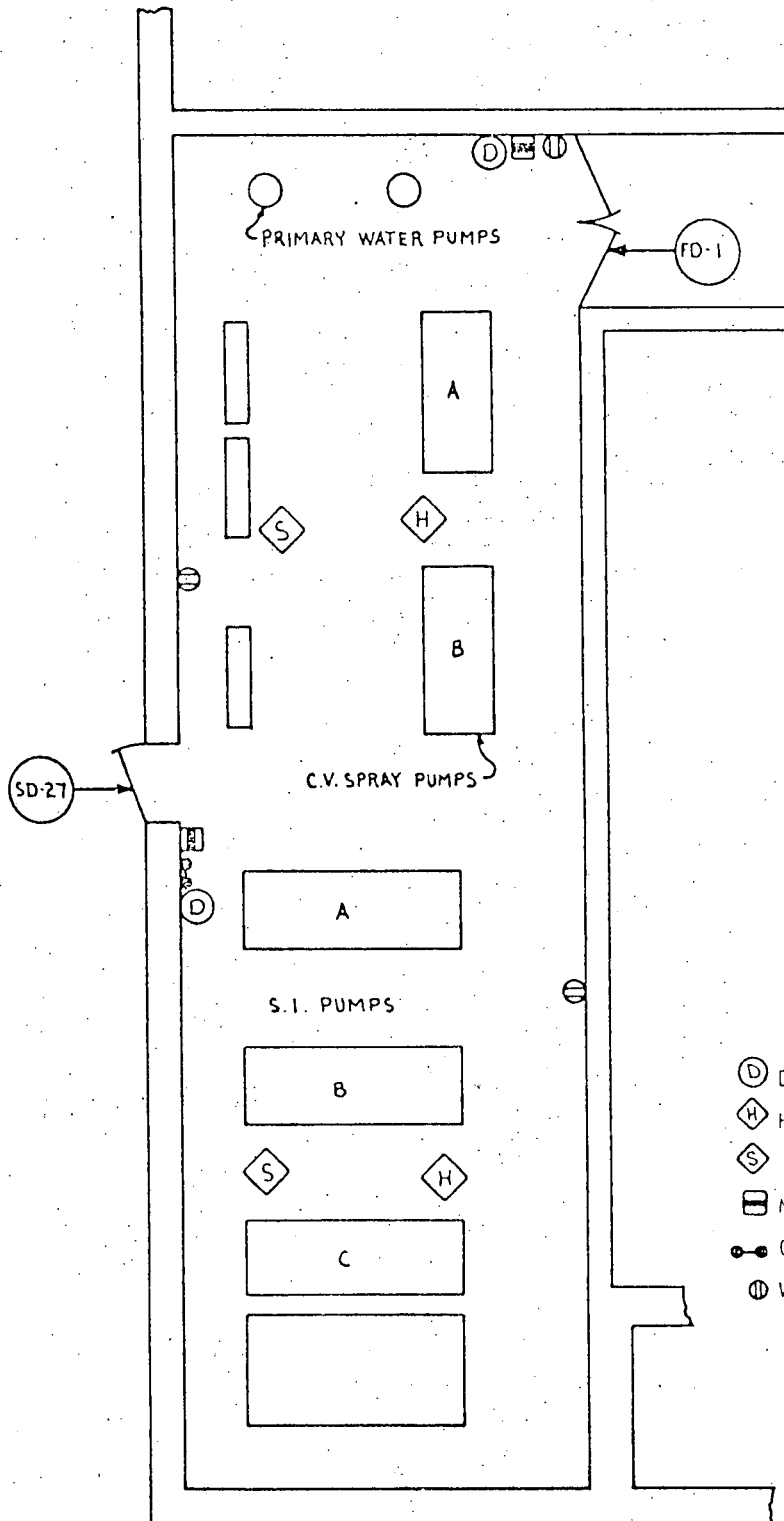 D
PRIMARY WATER PUMPS
FD-1
A
S
H
B
SD-27
C.V. SPRAY PUMPS
D
A
S.I. PUMPS
B
S
H
C
D
H
S